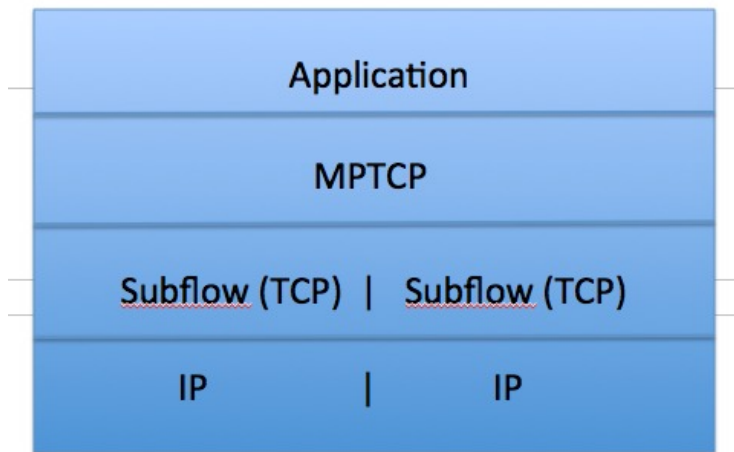 Application
MPTCP
Subflow (TCP) | Subflow (TCP)
IP | IP